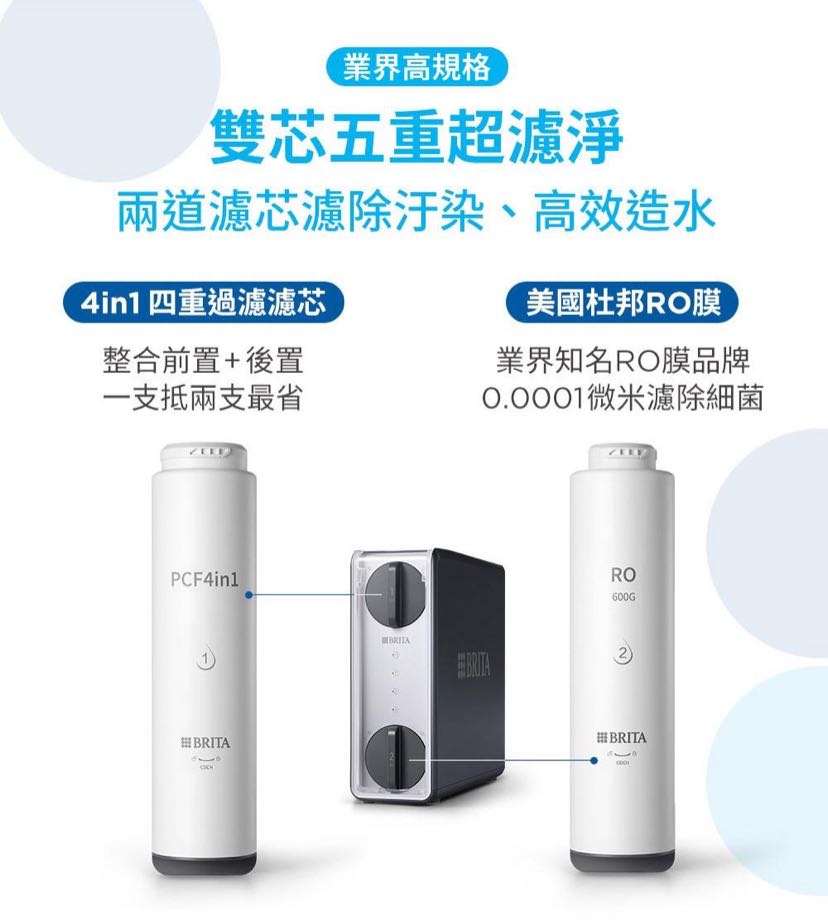 業界高規格
雙芯五重超濾淨
兩道濾芯濾除汙染、高效造水
4in1 四重過濾濾芯
整合前置+後置
一支抵兩支最省
美國杜邦RO膜
業界知名RO膜品牌
0.0001微米濾除細菌
PCF4in1
1
BRITA
1
BRITA
BRITA
2
RO
600G
2
BRITA